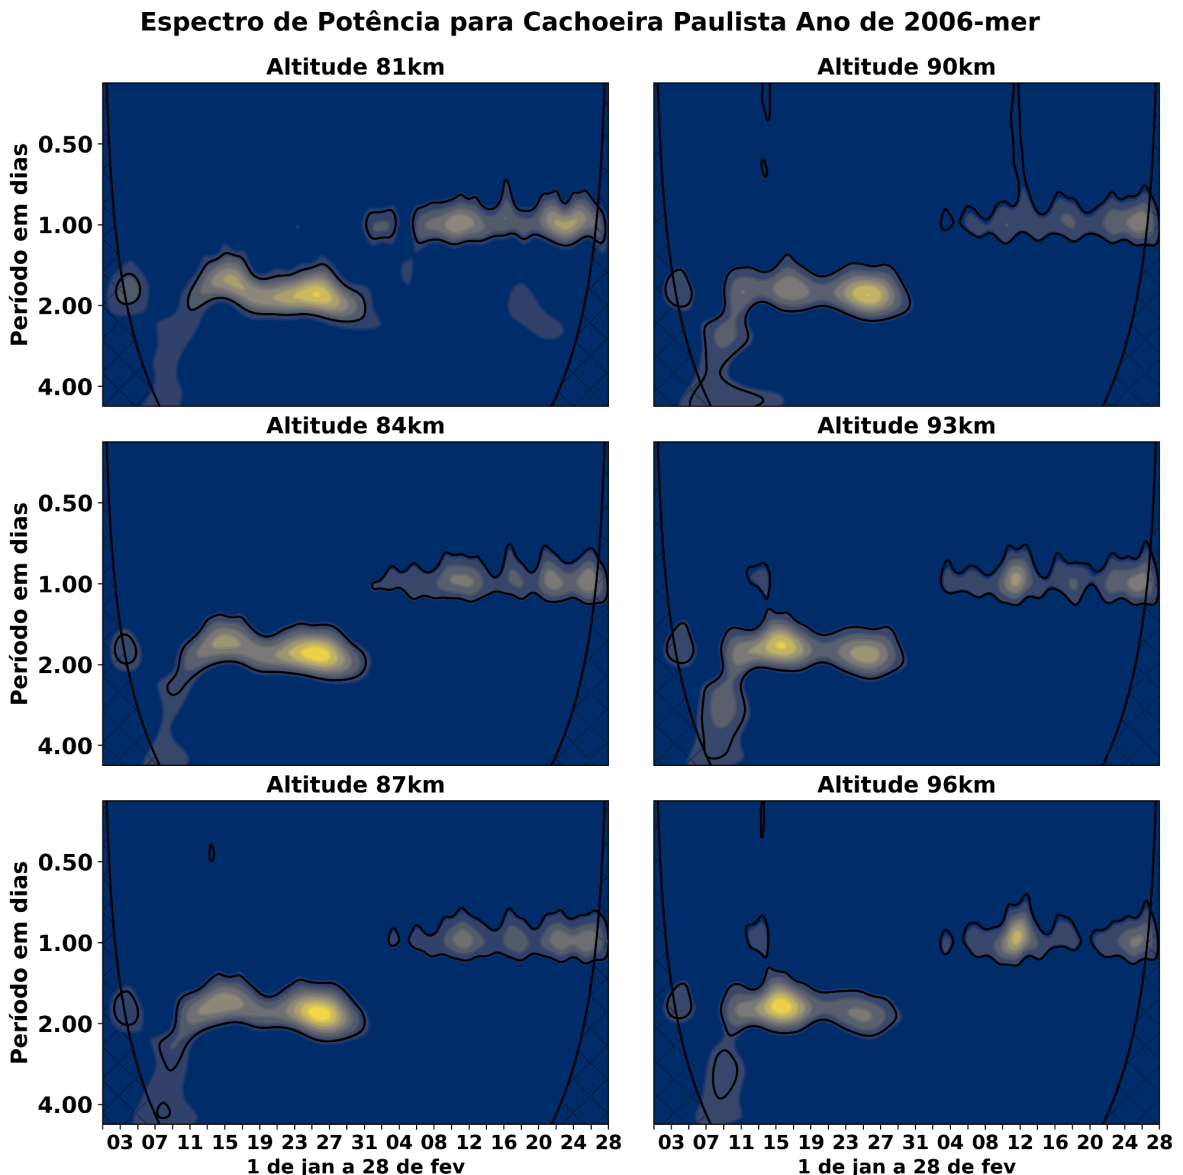 Espectro de Potência para Cachoeira Paulista Ano de 2006-mer
Altitude 81km
Altitude 90km
Período em dias
0.50
1.00
2.00
4.00
Altitude 84km
Altitude 93km
Período em dias
0.50
1.00
2.00
4.00
Altitude 87km
Altitude 96km
Período em dias
0.50
1.00
2.00
4.00
03 07 11 15 19 23 27 31 04 08 12 16 20 24 28
03 07 11 15 19 23 27 31 04 08 12 16 20 24 28
1 de jan a 28 de fev
1 de jan a 28 de fev